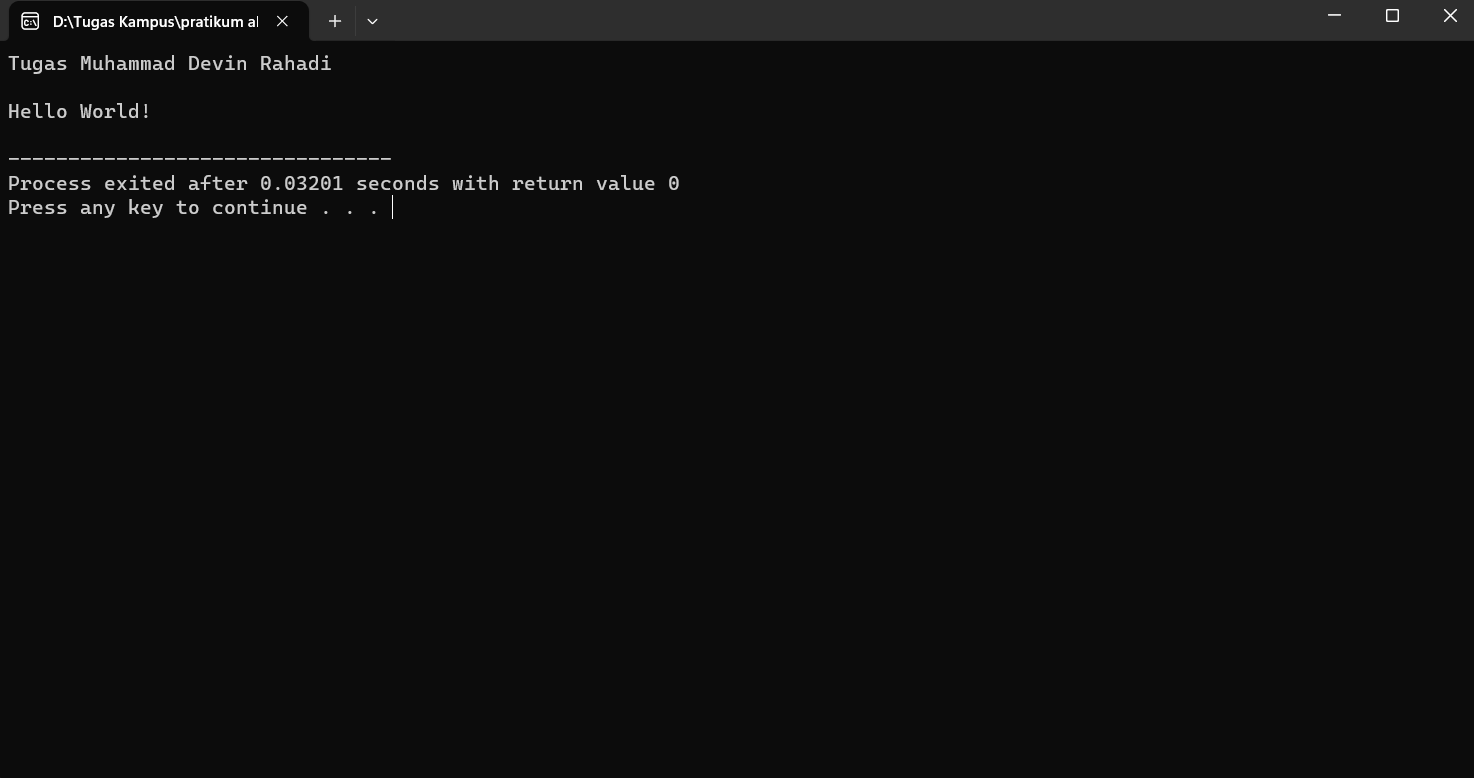 D:\Tugas Kampus\pratikum al
Tugas Muhammad Devin Rahadi
Hello World!
--------------------------------
Process exited after 0.03201 seconds with return value 0
Press any key to continue . . .